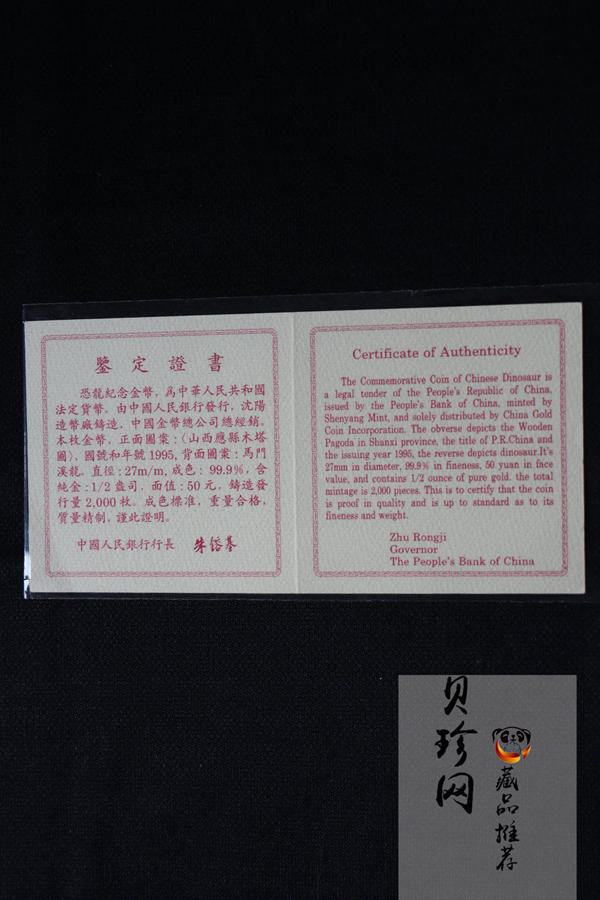 鑒定證書
恐龍紀念金幣，爲中華人民共和國
法定貨幣。由中國人民銀行發行，沈陽
造幣廠鑄造，中國金幣總公司總經銷。
本枚金幣，正面圖案：（山西應縣木塔
圖）、國號和年號1995，背面圖案：馬門
溪龍。直徑：27m/m，成色：99.9%，含
純金：1/2盎司，面值：50元。鑄造發
行量2,000枚。成色標准，重量合格，
質量精制，謹此證明。
中國人民銀行行長 朱鎔基
Certificate of Authenticity
The Commemorative Coin of Chinese Dinosaur is
a legal tender of the People's Republic of China,
issued by the People's Bank of China, minted by
Shenyang Mint, and solely distributed by China Gold
Coin Incorporation. The obverse depicts the Wooden
Pagoda in Shanxi province, the title of P.R.China and
the issuing year 1995, the reverse depicts dinosaur.It's
27mm in diameter, 99.9% in fineness, 50 yuan in face
value, and contains 1/2 ounce of pure gold. the total
mintage is 2,000 pieces. This is to certify that the coin
is proof in quality and is up to standard as to its
fineness and weight.
Zhu Rongji
Governor
The People's Bank of China
贝珍网
藏品推荐